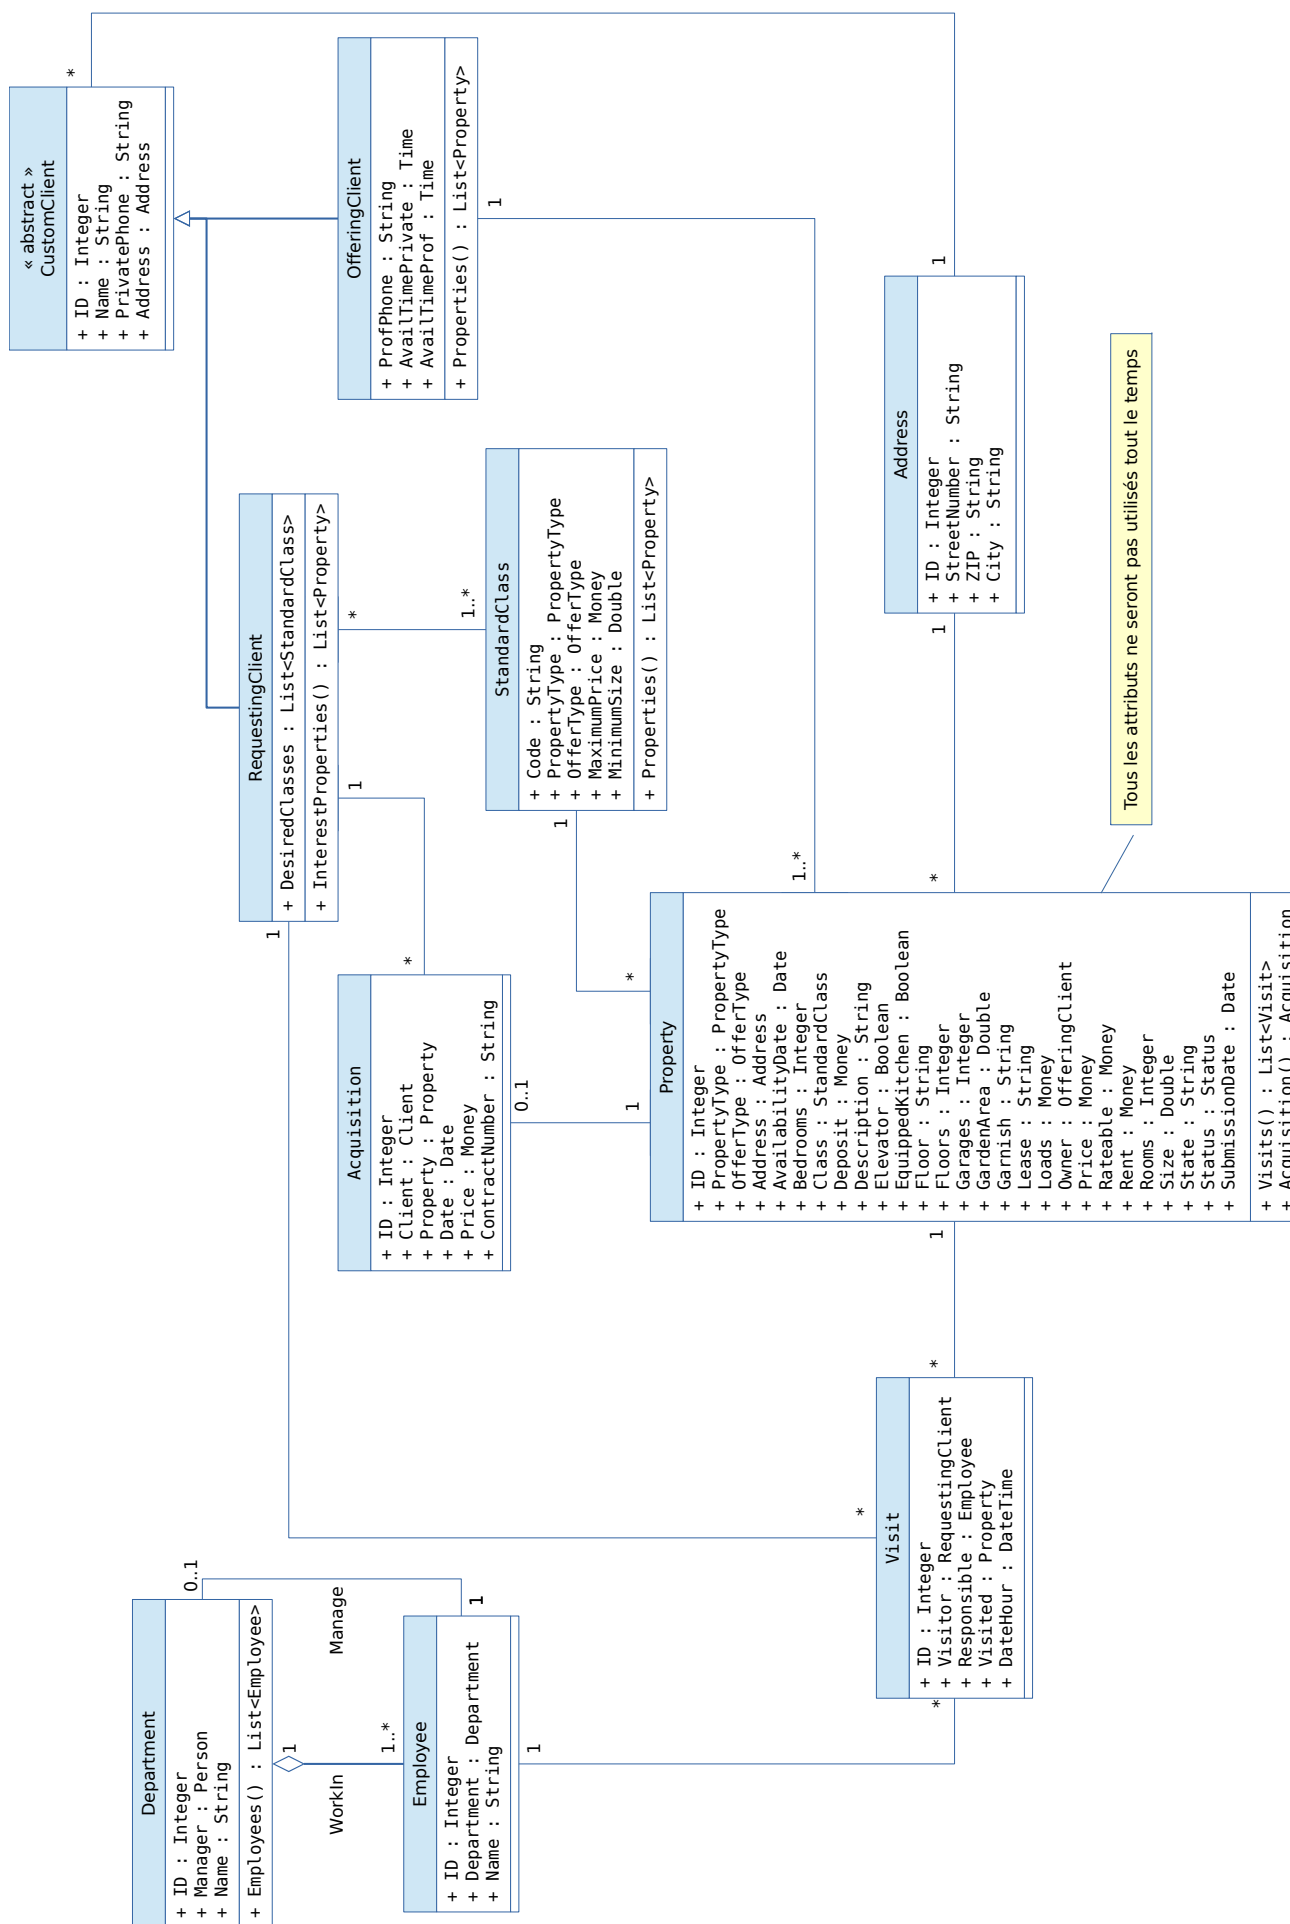 « abstract »
CustomClient
+ ID : Integer
+ Name : String
+ PrivatePhone : String
+ Address : Address
*
OfferingClient
+ ProfPhone : String
+ AvailTimePrivate : Time
+ AvailTimeProf : Time
+ Properties() : List<Property>
1
RequestingClient
+ DesiredClasses : List<StandardClass>
+ InterestProperties() : List<Property>
1
1
*
1..*
StandardClass
+ Code : String
+ PropertyType : PropertyType
+ OfferType : OfferType
+ MaximumPrice : Money
+ MinimumSize : Double
+ Properties() : List<Property>
1
*
Acquisition
+ ID : Integer
+ Client : Client
+ Property : Property
+ Date : Date
+ Price : Money
+ ContractNumber : String
*
0..1
1
Property
+ ID : Integer
+ PropertyType : PropertyType
+ OfferType : OfferType
+ Address : Address
+ AvailabilityDate : Date
+ Bedrooms : Integer
+ Class : StandardClass
+ Deposit : Money
+ Description : String
+ Elevator : Boolean
+ EquippedKitchen : Boolean
+ Floor : String
+ Floors : Integer
+ Garages : Integer
+ GardenArea : Double
+ Garnish : String
+ Lease : String
+ Loads : Money
+ Owner : OfferingClient
+ Price : Money
+ Rateable : Money
+ Rent : Money
+ Rooms : Integer
+ Size : Double
+ State : String
+ Status : Status
+ SubmissionDate : Date
+ Visits() : List<Visit>
+ Acquisition() : Acquisition
1..*
*
1
Address
+ ID : Integer
+ StreetNumber : String
+ ZIP : String
+ City : String
1
1
Tous les attributs ne seront pas utilisés tout le temps
Department
+ ID : Integer
+ Manager : Person
+ Name : String
+ Employees() : List<Employee>
0..1
1
WorkIn
Manage
1..*
1
Employee
+ ID : Integer
+ Department : Department
+ Name : String
1
Visit
+ ID : Integer
+ Visitor : RequestingClient
+ Responsible : Employee
+ Visited : Property
+ DateHour : DateTime
*
*
*